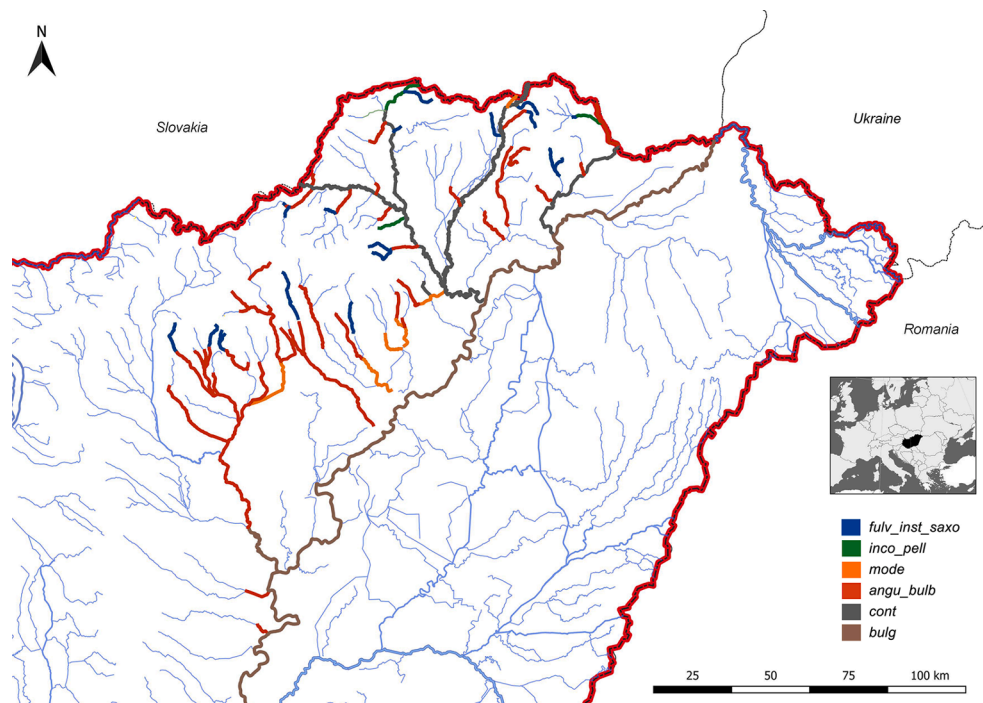 N
Slovakia
Ukraine
Romania
fulv_inst_saxo
inco_pell
mode
angu_bulb
cont
bulg
25 50 75 100 km